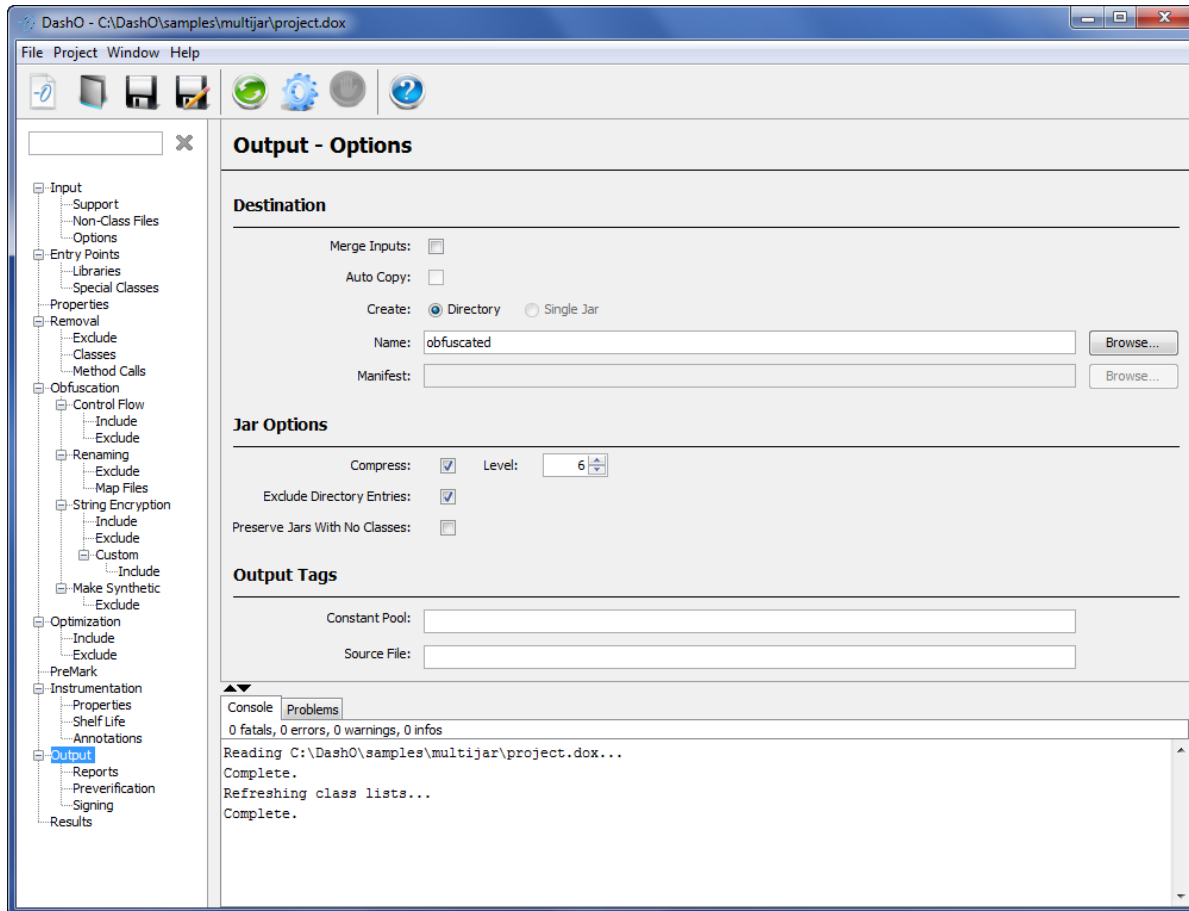 DashO - C:\DashO\samples\multijar\project.dox
File Project Window Help
Input
Support
Non-Class Files
Options
Entry Points
Libraries
Special Classes
Properties
Removal
Exclude
Classes
Method Calls
Obfuscation
Control Flow
Include
Exclude
Renaming
Exclude
Map Files
String Encryption
Include
Exclude
Custom
Include
Make Synthetic
Exclude
Optimization
Include
Exclude
PreMark
Instrumentation
Properties
Shelf Life
Annotations
Output
Reports
Preverification
Signing
Results
Output - Options
Destination
Merge Inputs:
Auto Copy:
Create: Directory Single Jar
Name: obfuscated Browse...
Manifest: Browse...
Jar Options
Compress: Level: 6
Exclude Directory Entries:
Preserve Jars With No Classes:
Output Tags
Constant Pool:
Source File:
Console Problems
0 fatals, 0 errors, 0 warnings, 0 infos
Reading C:\DashO\samples\multijar\project.dox...
Complete.
Refreshing class lists...
Complete.